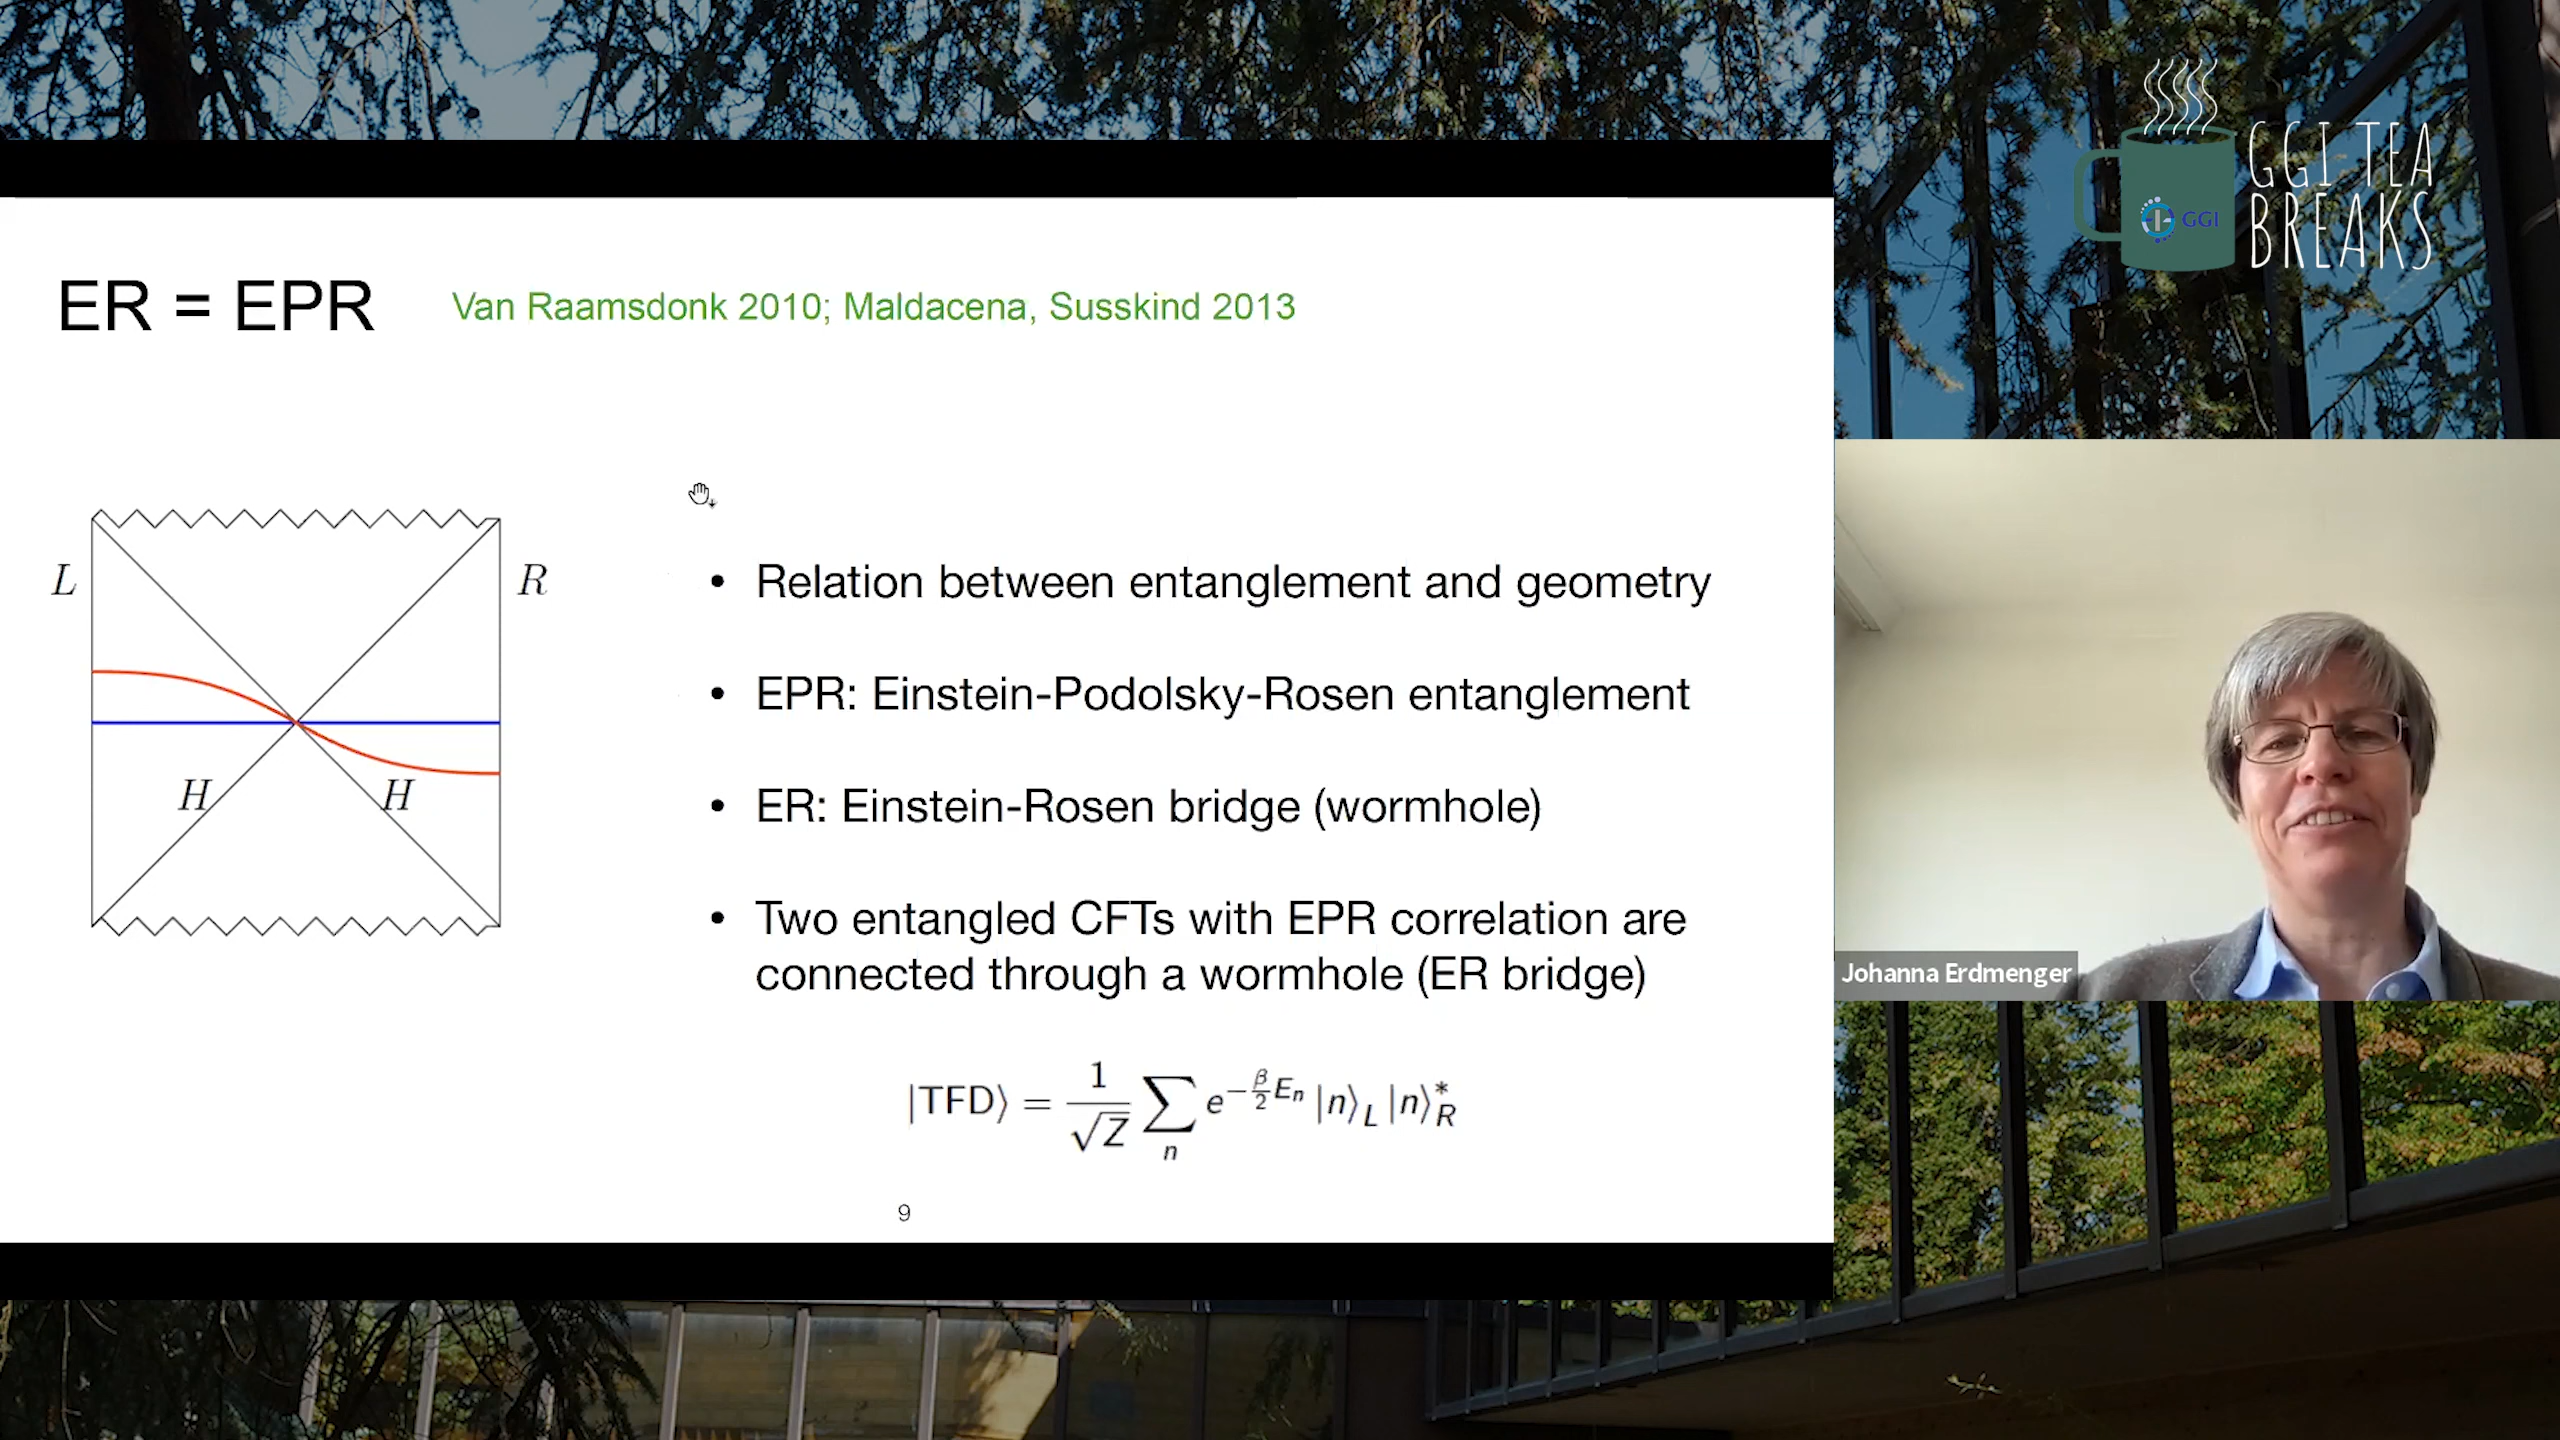 GGI TEA
BREAKS
GGI
ER = EPR Van Raamsdonk 2010; Maldacena, Susskind 2013
L
R
H
H
• Relation between entanglement and geometry
• EPR: Einstein-Podolsky-Rosen entanglement
• ER: Einstein-Rosen bridge (wormhole)
• Two entangled CFTs with EPR correlation are
connected through a wormhole (ER bridge)
|TFD⟩ = 1/√Z ∑ₙ e^{-β/2 Eₙ} |n⟩_L |n⟩*_R
9
Johanna Erdmenger